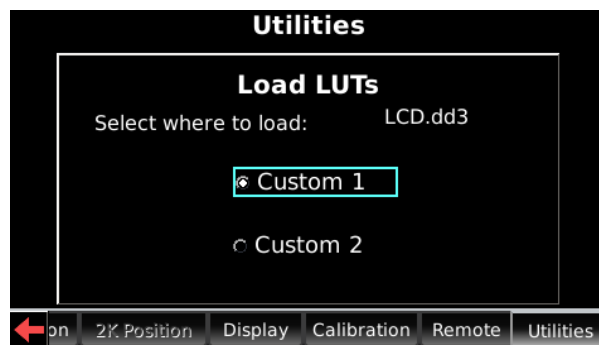 Utilities
Load LUTs
Select where to load: LCD.dd3
Custom 1
Custom 2
on 2K Position Display Calibration Remote Utilities